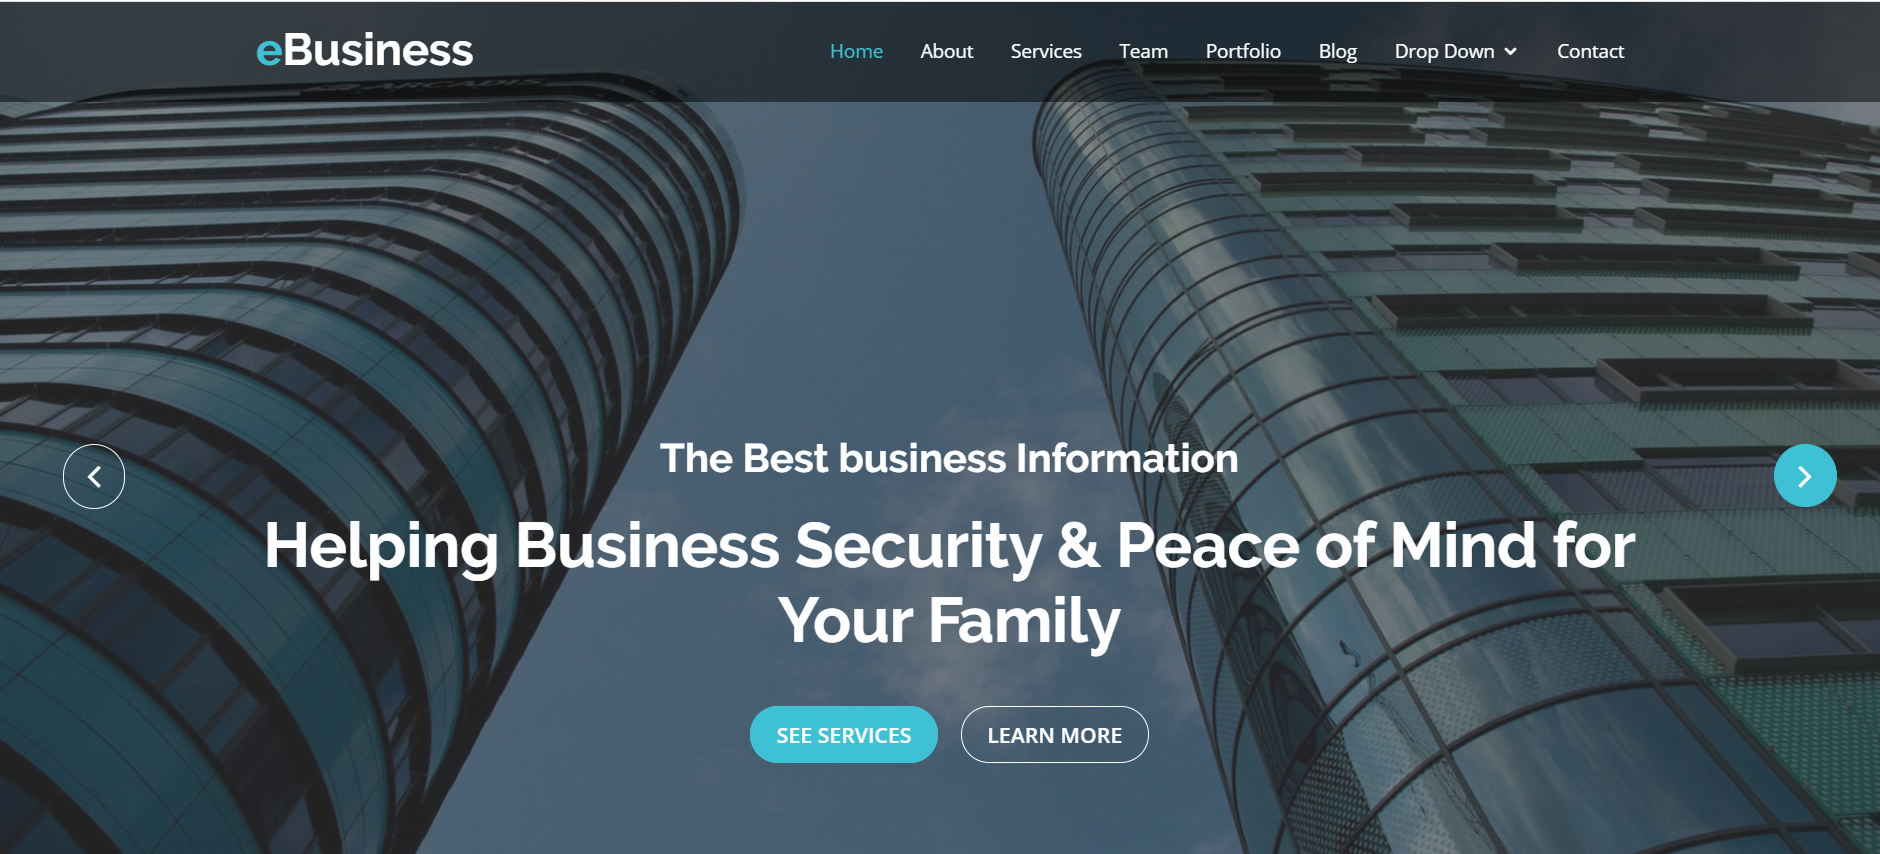 eBusiness
Home About Services Team Portfolio Blog Drop Down Contact
The Best business Information
Helping Business Security & Peace of Mind for
Your Family
SEE SERVICES LEARN MORE